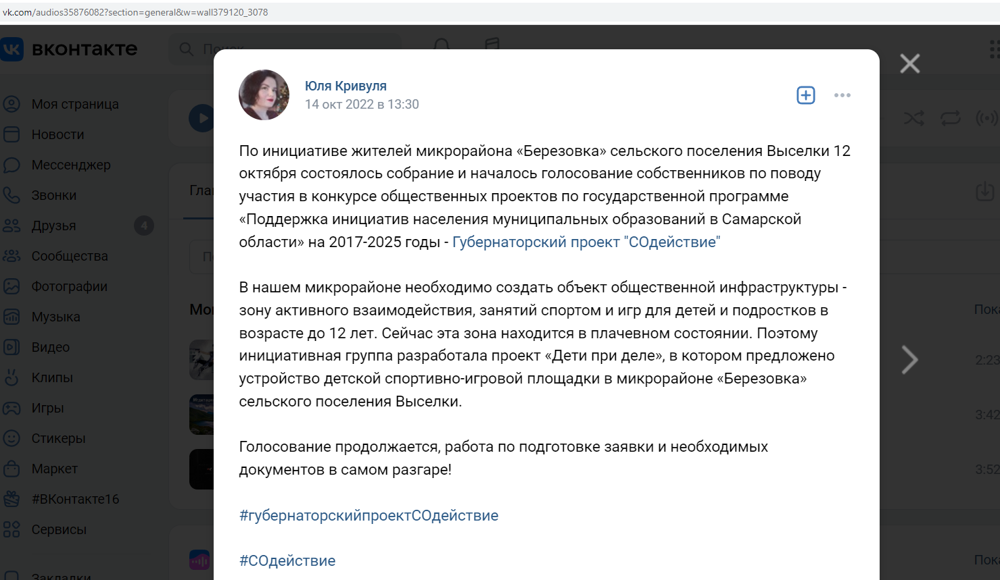 vk.com/audios35876082?section=general&w=wall379120_3078
вконтакте
Поиск
Моя страница
Новости
Мессенджер
Звонки
Друзья
4
Сообщества
Фотографии
Музыка
Видео
Клипы
Игры
Стикеры
Маркет
#ВКонтакте16
Сервисы
Закладки
Юля Кривуля
14 окт 2022 в 13:30
По инициативе жителей микрорайона «Березовка» сельского поселения Выселки 12
октября состоялось собрание и началось голосование собственников по поводу
участия в конкурсе общественных проектов по государственной программе
«Поддержка инициатив населения муниципальных образований в Самарской
области» на 2017-2025 годы - Губернаторский проект "СОдействие"
В нашем микрорайоне необходимо создать объект общественной инфраструктуры -
зону активного взаимодействия, занятий спортом и игр для детей и подростков в
возрасте до 12 лет. Сейчас эта зона находится в плачевном состоянии. Поэтому
инициативная группа разработала проект «Дети при деле», в котором предложено
устройство детской спортивно-игровой площадки в микрорайоне «Березовка»
сельского поселения Выселки.
Голосование продолжается, работа по подготовке заявки и необходимых
документов в самом разгаре!
#губернаторскийпроектСОдействие
#СОдействие
2:23
3:42
3:52